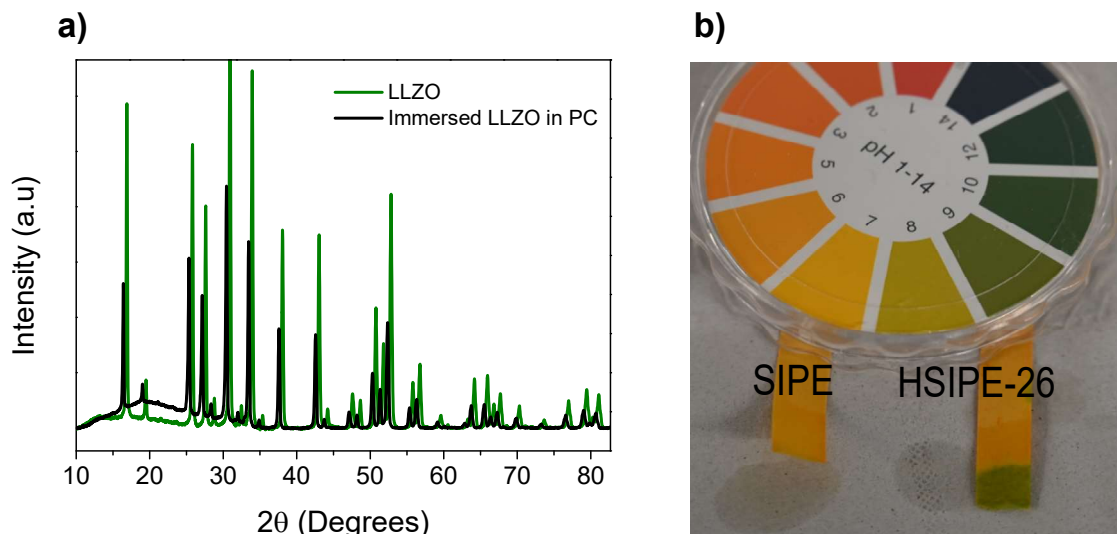 a)
b)
LLZO
Immersed LLZO in PC
Intensity (a.u)
10 20 30 40 50 60 70 80
2θ (Degrees)
pH 1-14
1
2
3
5
6
7
8
9
10
12
14
SIPE
HSIPE-26